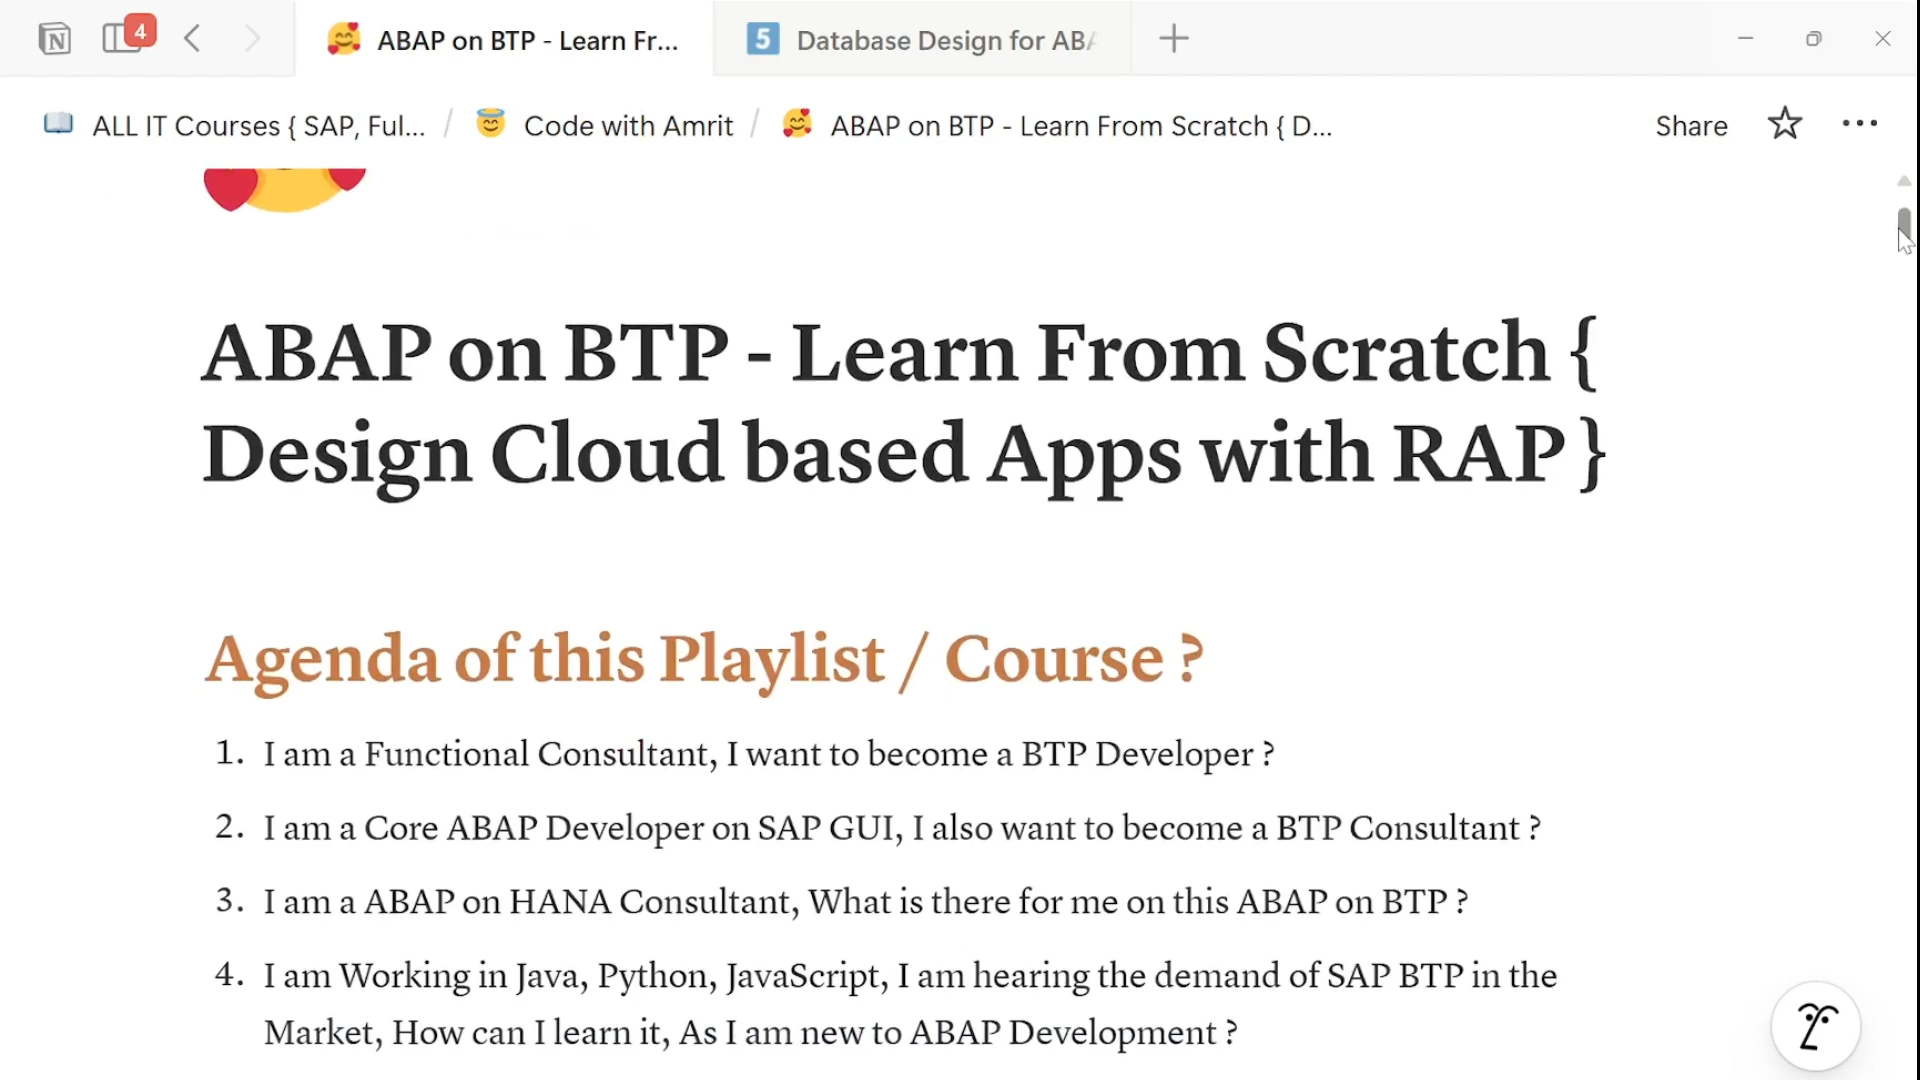 4
ABAP on BTP - Learn Fr...
5
Database Design for AB
ALL IT Courses { SAP, Ful... / Code with Amrit / ABAP on BTP - Learn From Scratch { D...
Share
ABAP on BTP - Learn From Scratch {
Design Cloud based Apps with RAP }
Agenda of this Playlist / Course ?
1. I am a Functional Consultant, I want to become a BTP Developer ?
2. I am a Core ABAP Developer on SAP GUI, I also want to become a BTP Consultant ?
3. I am a ABAP on HANA Consultant, What is there for me on this ABAP on BTP ?
4. I am Working in Java, Python, JavaScript, I am hearing the demand of SAP BTP in the
Market, How can I learn it, As I am new to ABAP Development ?